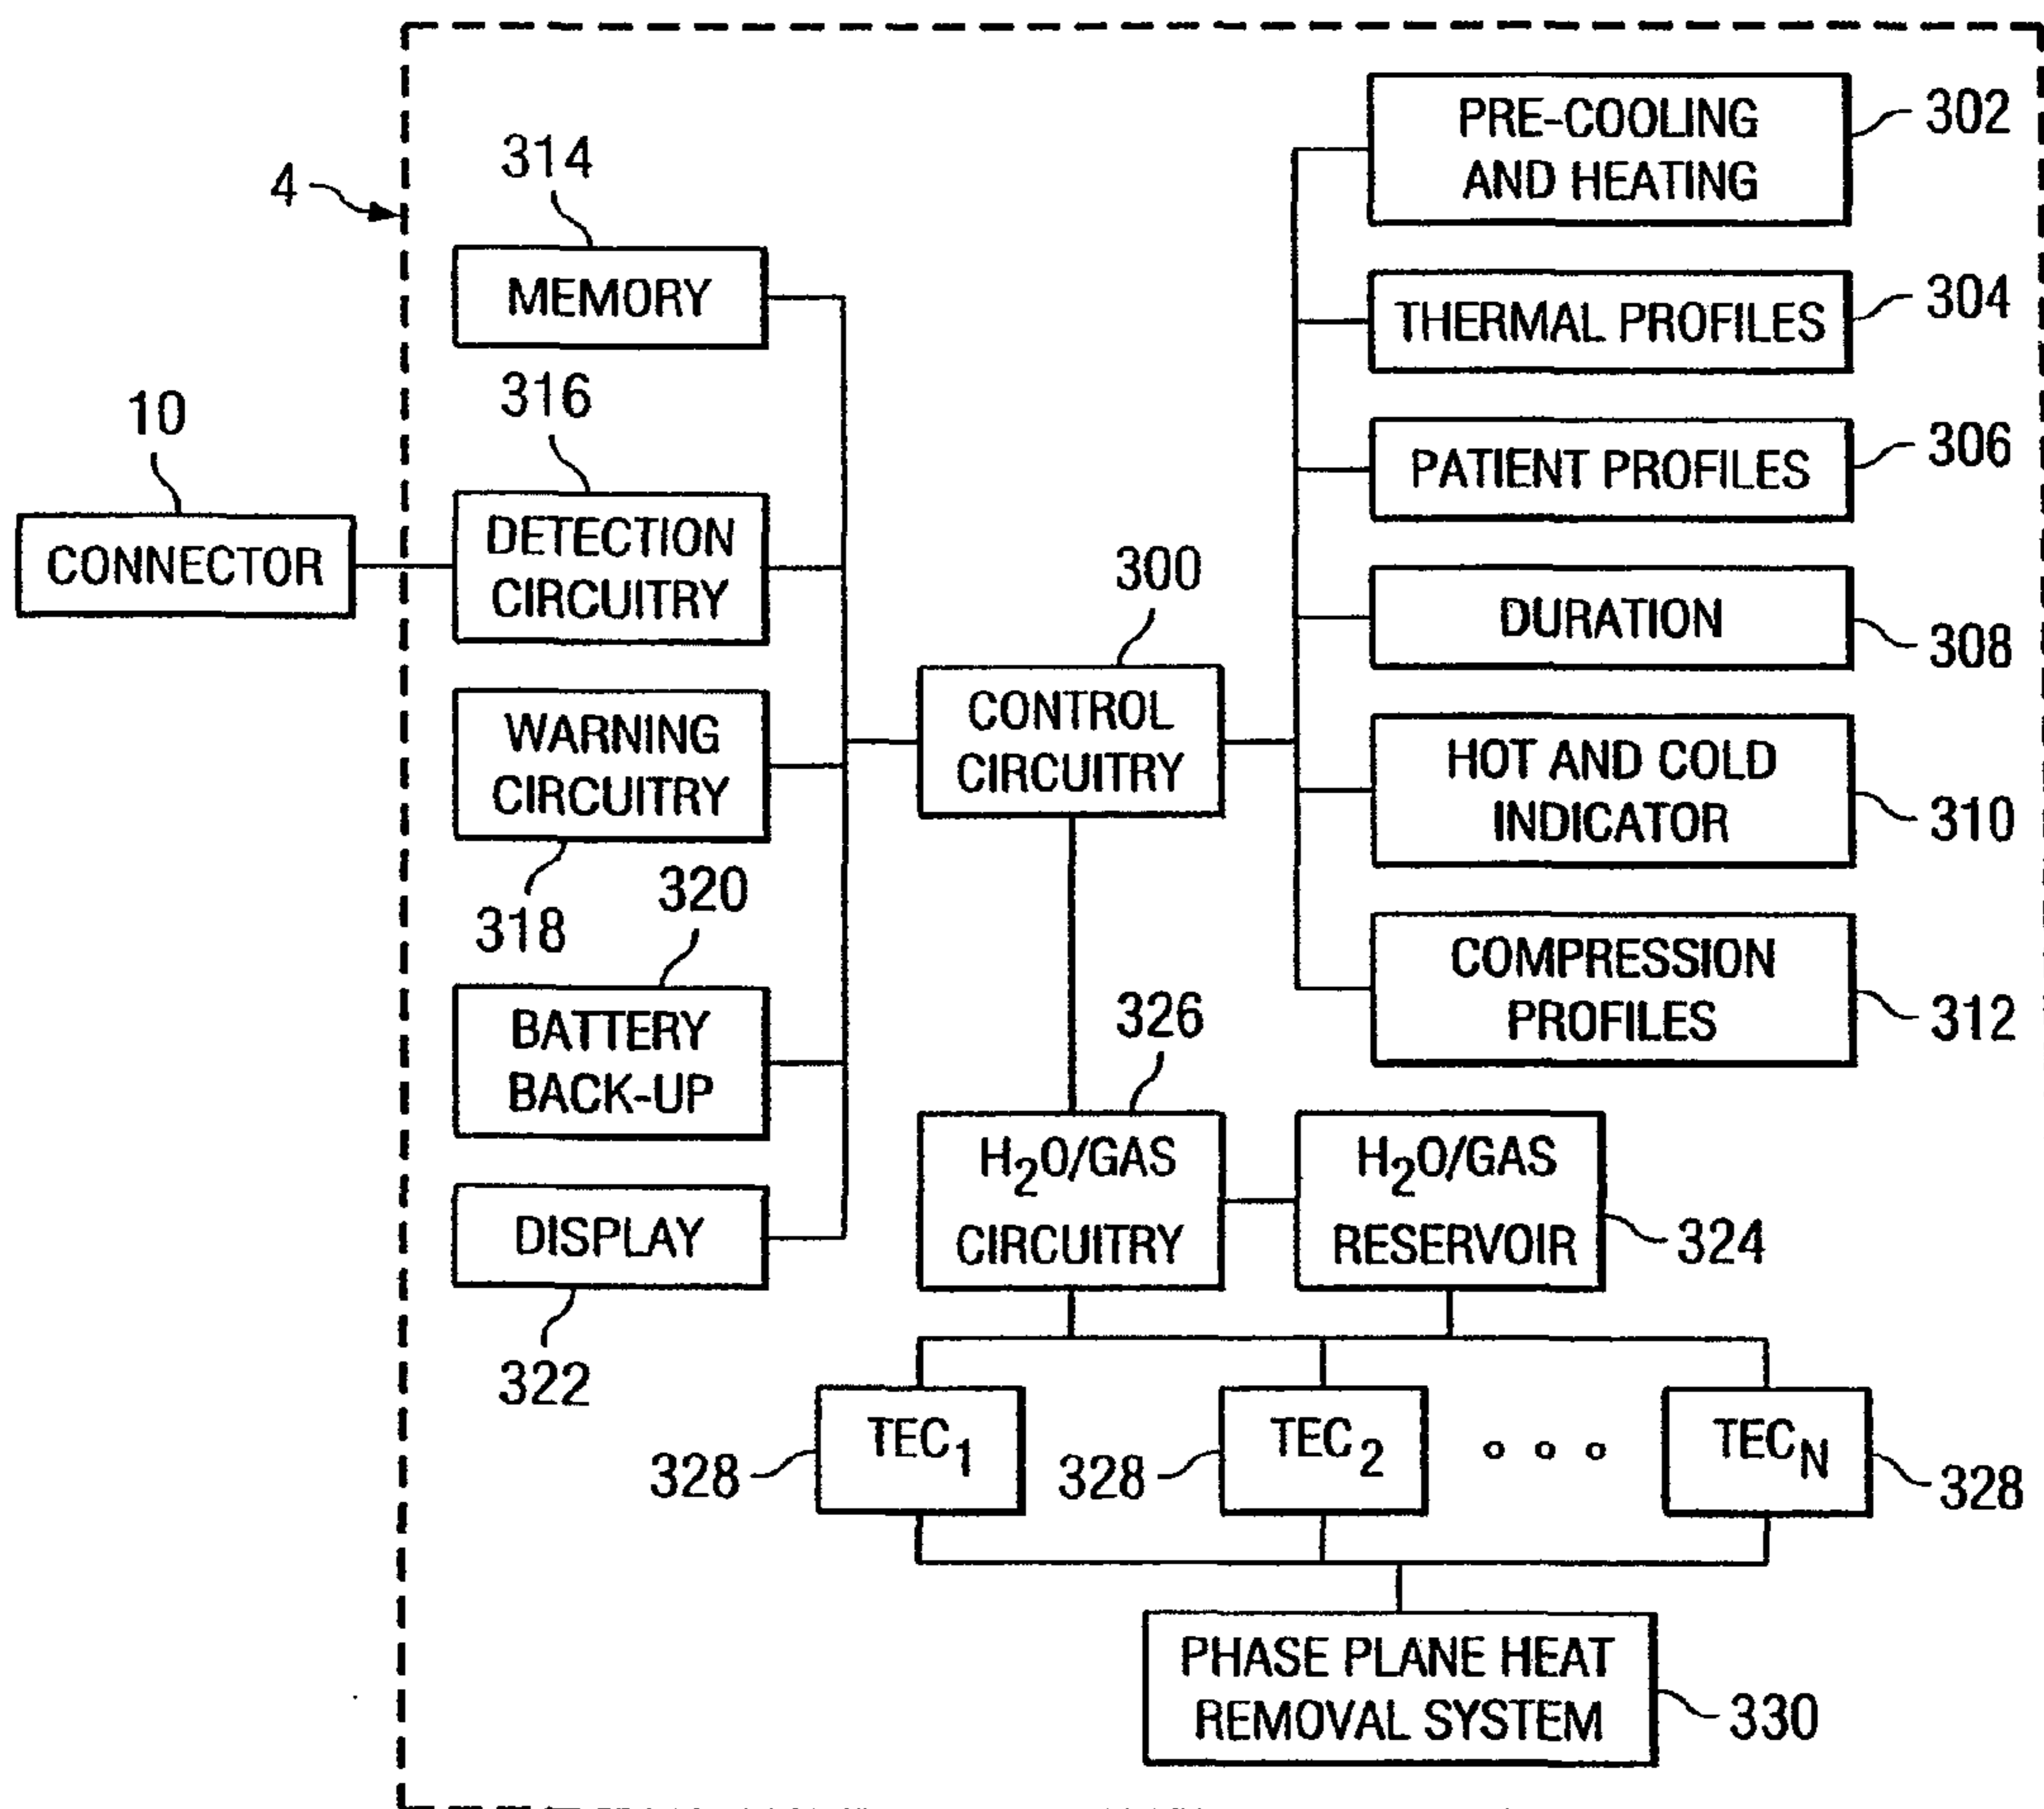 4
10
CONNECTOR
314
MEMORY
316
DETECTION
CIRCUITRY
WARNING
CIRCUITRY
318
320
BATTERY
BACK-UP
DISPLAY
322
300
CONTROL
CIRCUITRY
PRE-COOLING
AND HEATING
302
THERMAL PROFILES
304
PATIENT PROFILES
306
DURATION
308
HOT AND COLD
INDICATOR
310
COMPRESSION
PROFILES
312
326
H₂O/GAS
CIRCUITRY
H₂O/GAS
RESERVOIR
324
TEC₁
328
TEC₂
328
TEC_N
328
PHASE PLANE HEAT
REMOVAL SYSTEM
330